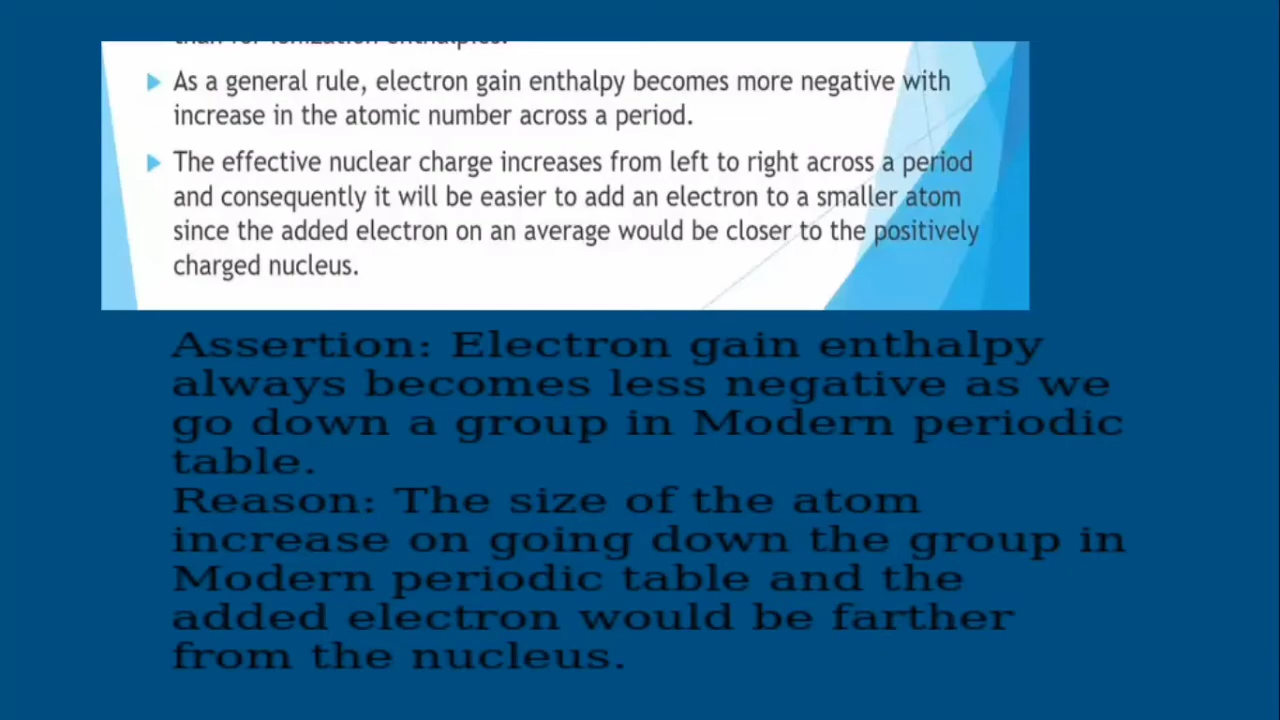 than for ionization enthalpies.
As a general rule, electron gain enthalpy becomes more negative with
increase in the atomic number across a period.
The effective nuclear charge increases from left to right across a period
and consequently it will be easier to add an electron to a smaller atom
since the added electron on an average would be closer to the positively
charged nucleus.
Assertion: Electron gain enthalpy
always becomes less negative as we
go down a group in Modern periodic
table.
Reason: The size of the atom
increase on going down the group in
Modern periodic table and the
added electron would be farther
from the nucleus.